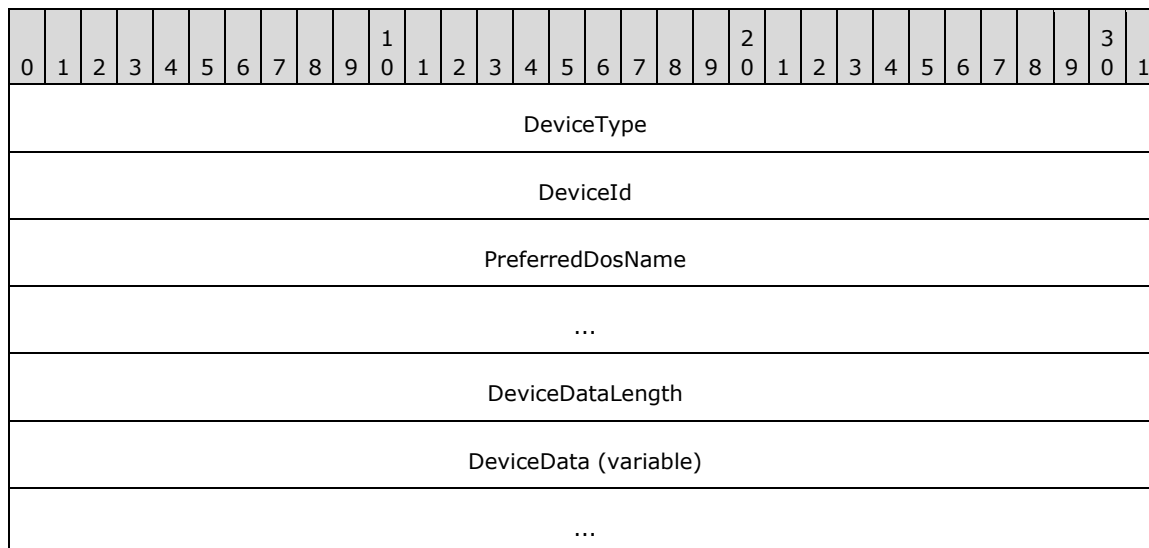 1 2 3
0 1 2 3 4 5 6 7 8 9 0 1 2 3 4 5 6 7 8 9 0 1 2 3 4 5 6 7 8 9 0 1
DeviceType
DeviceId
PreferredDosName
...
DeviceDataLength
DeviceData (variable)
...